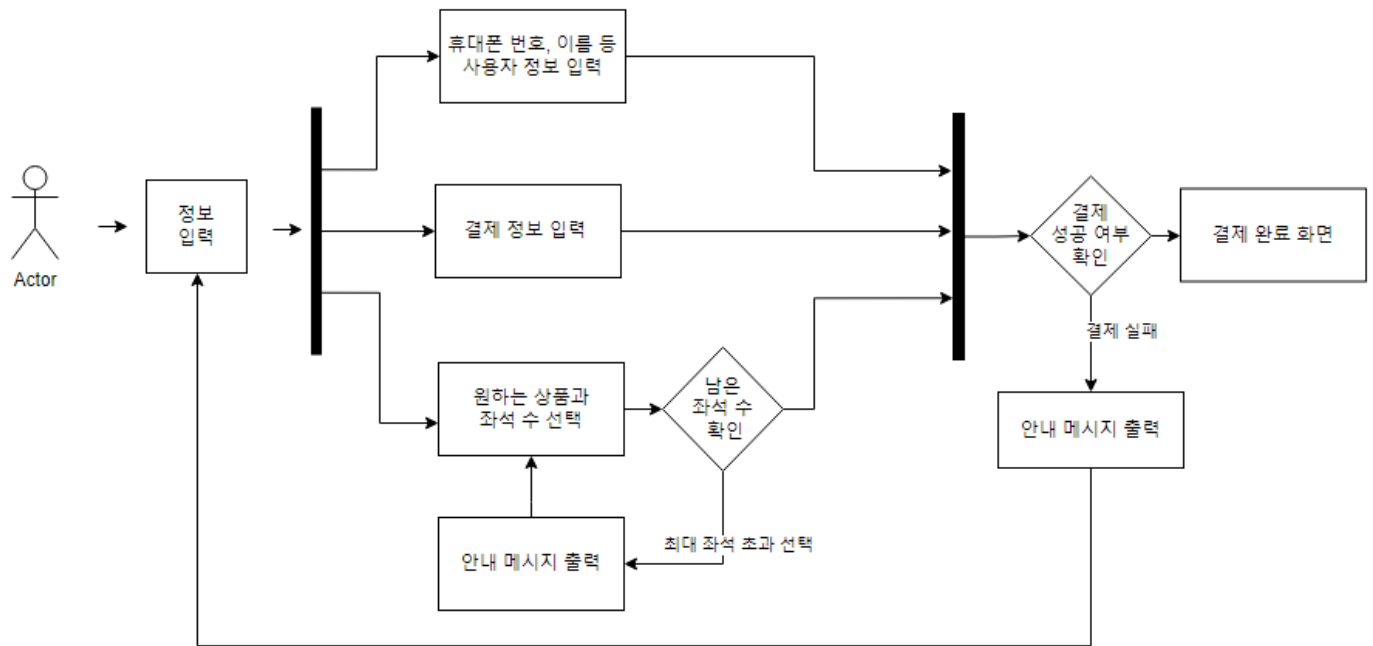 휴대폰 번호, 이름 등
사용자 정보 입력
Actor
정보
입력
결제 정보 입력
원하는 상품과
좌석 수 선택
남은
좌석 수
확인
최대 좌석 초과 선택
안내 메시지 출력
결제
성공 여부
확인
결제 완료 화면
결제 실패
안내 메시지 출력